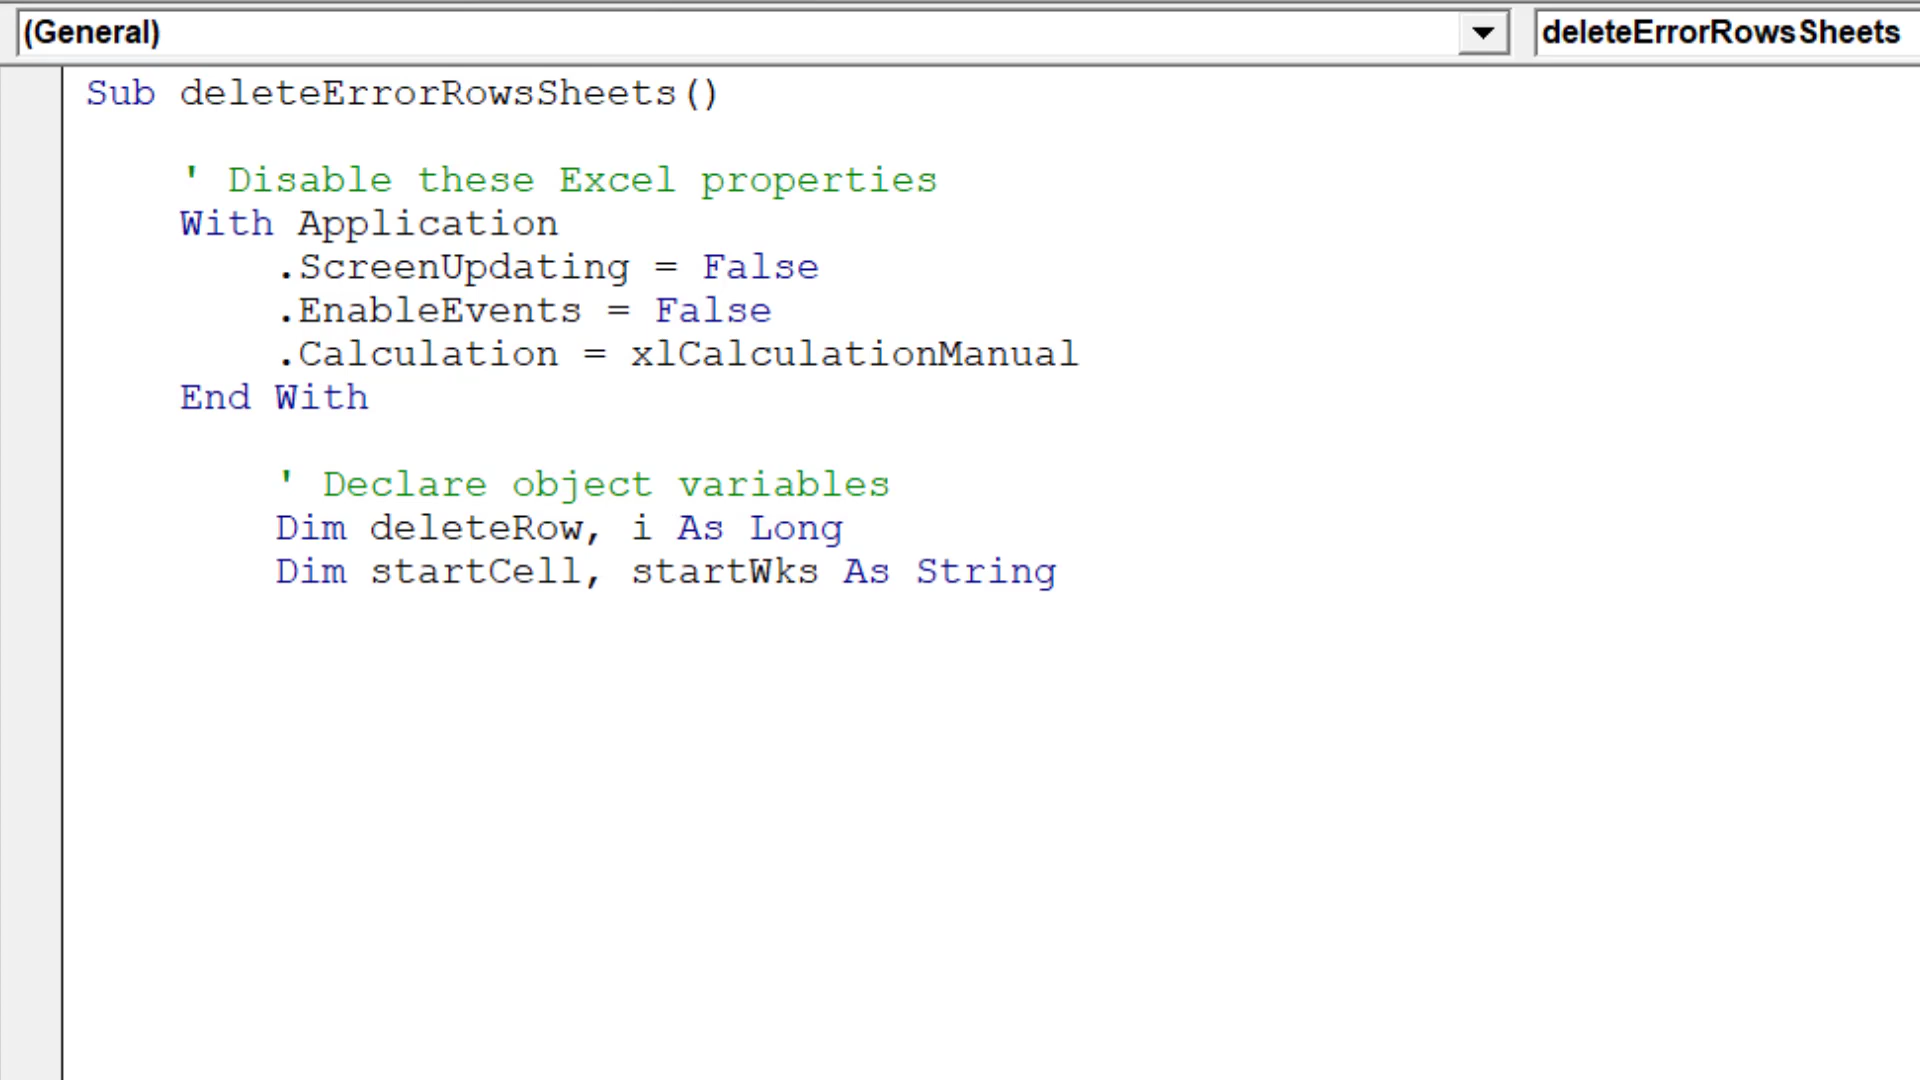 (General) deleteErrorRowsSheets
Sub deleteErrorRowsSheets()
' Disable these Excel properties
With Application
.ScreenUpdating = False
.EnableEvents = False
.Calculation = xlCalculationManual
End With
' Declare object variables
Dim deleteRow, i As Long
Dim startCell, startWks As String